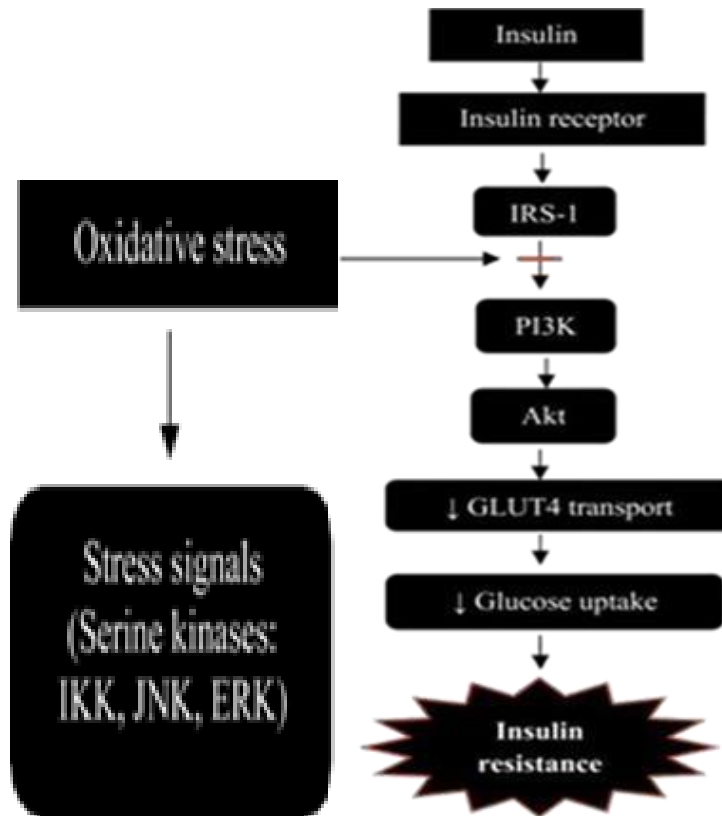 Insulin
Insulin receptor
IRS-1
Oxidative stress
PI3K
Akt
↓ GLUT4 transport
↓ Glucose uptake
Stress signals
(Serine kinases:
IKK, JNK, ERK)
Insulin
resistance